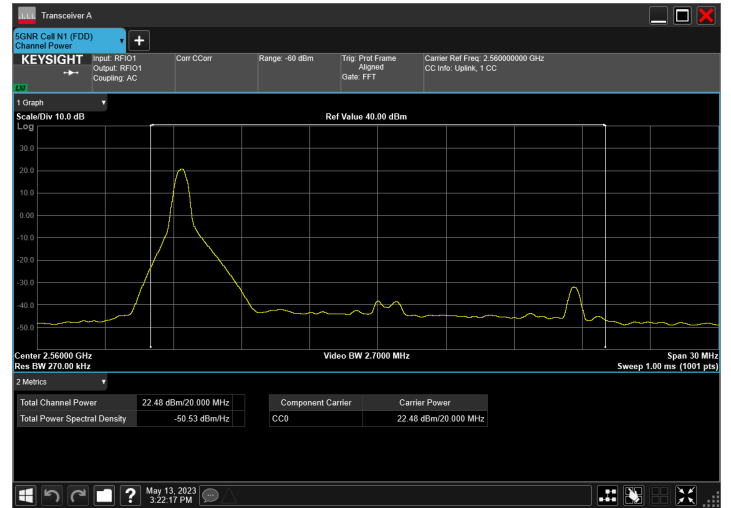 Transceiver A
5GNR Cell N1 (FDD)
Channel Power
KEYSIGHT
LXI
Input: RFIO1
Output: RFIO1
Coupling: AC
Corr CCorr
Range: -60 dBm
Trig: Prot Frame
Aligned
Gate: FFT
Carrier Ref Freq: 2.560000000 GHz
CC Info: Uplink, 1 CC
1 Graph
Scale/Div 10.0 dB
Ref Value 40.00 dBm
Log
30.0
20.0
10.0
0.00
-10.0
-20.0
-30.0
-40.0
-50.0
Center 2.56000 GHz
Video BW 2.7000 MHz
Span 30 MHz
Res BW 270.00 kHz
Sweep 1.00 ms (1001 pts)
2 Metrics
Total Channel Power 22.48 dBm/20.000 MHz
Total Power Spectral Density -50.53 dBm/Hz
Component Carrier Carrier Power
CC0 22.48 dBm/20.000 MHz
May 13, 2023
3:22:17 PM